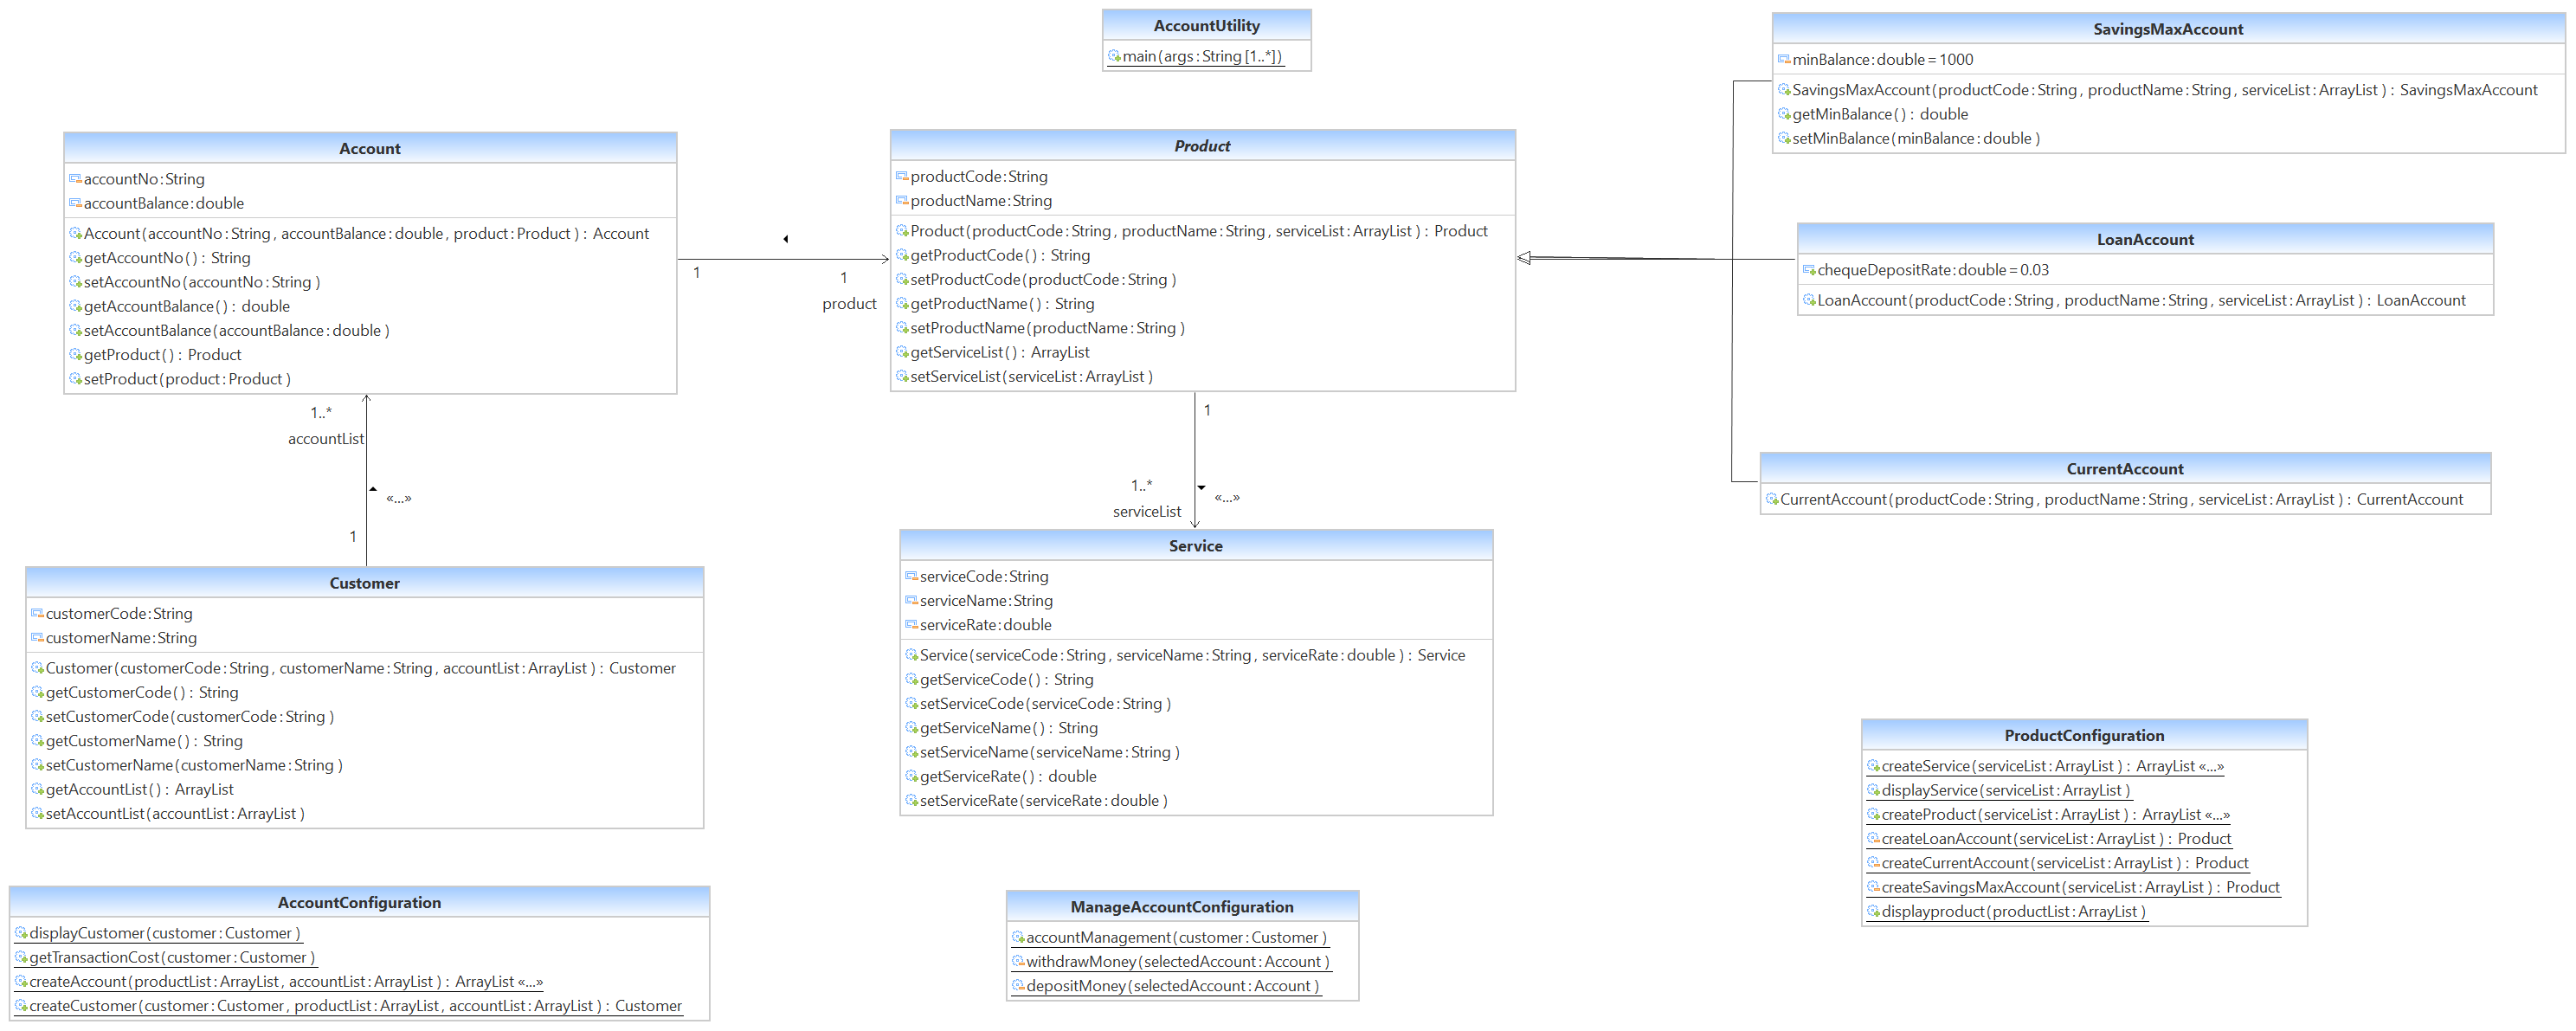 AccountUtility
main(args:String[1..*])
SavingsMaxAccount
minBalance:double=1000
SavingsMaxAccount(productCode:String, productName:String, serviceList:ArrayList): SavingsMaxAccount
getMinBalance(): double
setMinBalance(minBalance:double)
Account
accountNo:String
accountBalance:double
Account(accountNo:String, accountBalance:double, product:Product): Account
getAccountNo(): String
setAccountNo(accountNo:String)
getAccountBalance(): double
setAccountBalance(accountBalance:double)
getProduct(): Product
setProduct(product:Product)
1
1
product
Product
productCode:String
productName:String
Product(productCode:String, productName:String, serviceList:ArrayList): Product
getProductCode(): String
setProductCode(productCode:String)
getProductName(): String
setProductName(productName:String)
getServiceList(): ArrayList
setServiceList(serviceList:ArrayList)
LoanAccount
chequeDepositRate:double=0.03
LoanAccount(productCode:String, productName:String, serviceList:ArrayList): LoanAccount
1..*
accountList
«...»
1
1
1..*
«...»
serviceList
CurrentAccount
CurrentAccount(productCode:String, productName:String, serviceList:ArrayList): CurrentAccount
Customer
customerCode:String
customerName:String
Customer(customerCode:String, customerName:String, accountList:ArrayList): Customer
getCustomerCode(): String
setCustomerCode(customerCode:String)
getCustomerName(): String
setCustomerName(customerName:String)
getAccountList(): ArrayList
setAccountList(accountList:ArrayList)
Service
serviceCode:String
serviceName:String
serviceRate:double
Service(serviceCode:String, serviceName:String, serviceRate:double): Service
getServiceCode(): String
setServiceCode(serviceCode:String)
getServiceName(): String
setServiceName(serviceName:String)
getServiceRate(): double
setServiceRate(serviceRate:double)
ProductConfiguration
createService(serviceList:ArrayList): ArrayList «...»
displayService(serviceList:ArrayList)
createProduct(serviceList:ArrayList): ArrayList «...»
createLoanAccount(serviceList:ArrayList): Product
createCurrentAccount(serviceList:ArrayList): Product
createSavingsMaxAccount(serviceList:ArrayList): Product
displayproduct(productList:ArrayList)
AccountConfiguration
displayCustomer(customer:Customer)
getTransactionCost(customer:Customer)
createAccount(productList:ArrayList, accountList:ArrayList): ArrayList «...»
createCustomer(customer:Customer, productList:ArrayList, accountList:ArrayList): Customer
ManageAccountConfiguration
accountManagement(customer:Customer)
withdrawMoney(selectedAccount:Account)
depositMoney(selectedAccount:Account)